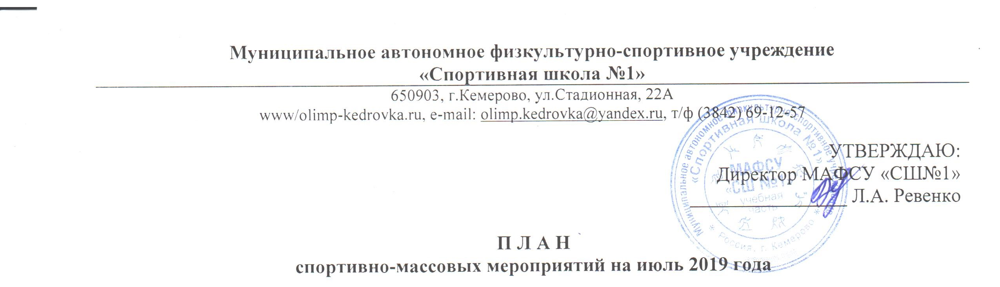 Муниципальное автономное физкультурно-спортивное учреждение
«Спортивная школа №1»
650903, г.Кемерово, ул.Стадионная, 22А
www/olimp-kedrovka.ru, e-mail: olimp.kedrovka@yandex.ru, т/ф (3842) 69-12-57
УТВЕРЖДАЮ:
Директор МАФСУ «СШ№1»
Л.А. Ревенко
Муниципальное автономное физкультурно-спортивное учреждение
«Спортивная школа №1»
МАФСУ
«СШ №1»
учебная
часть
* Россия, г. Кемерово *
П Л А Н
спортивно-массовых мероприятий на июль 2019 года